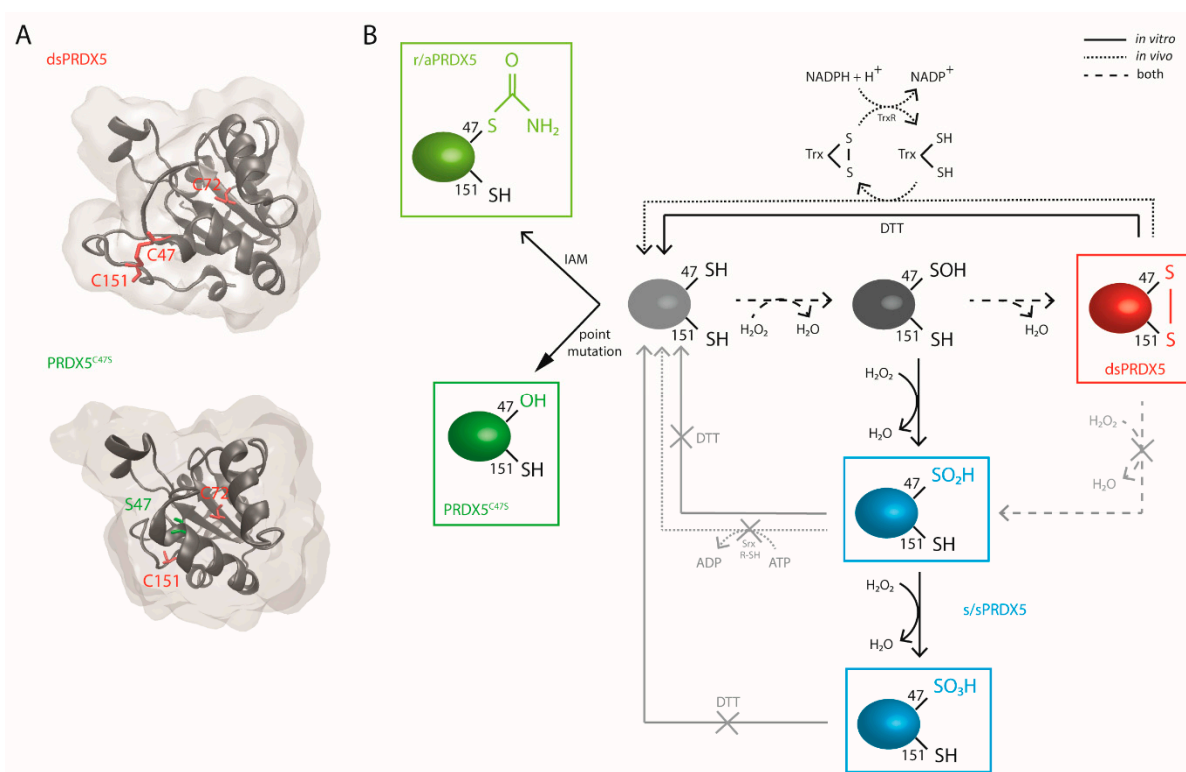 A
dsPRDX5
C72
C47
C151
PRDX5C47S
S47
C72
C151
B
in vitro
in vivo
both
r/aPRDX5
O
S
NH₂
47
151
SH
NADPH + H⁺
NADP⁺
TrxR
Trx
S
S
Trx
SH
SH
DTT
IAM
point
mutation
47
SH
151
SH
H₂O₂
H₂O
47
SOH
151
SH
H₂O
47
S
151
S
dsPRDX5
47
OH
151
SH
PRDX5C47S
H₂O₂
H₂O
H₂O₂
H₂O
DTT
47
SO₂H
151
SH
Srx
R-SH
ADP
ATP
H₂O₂
H₂O
s/sPRDX5
DTT
47
SO₃H
151
SH